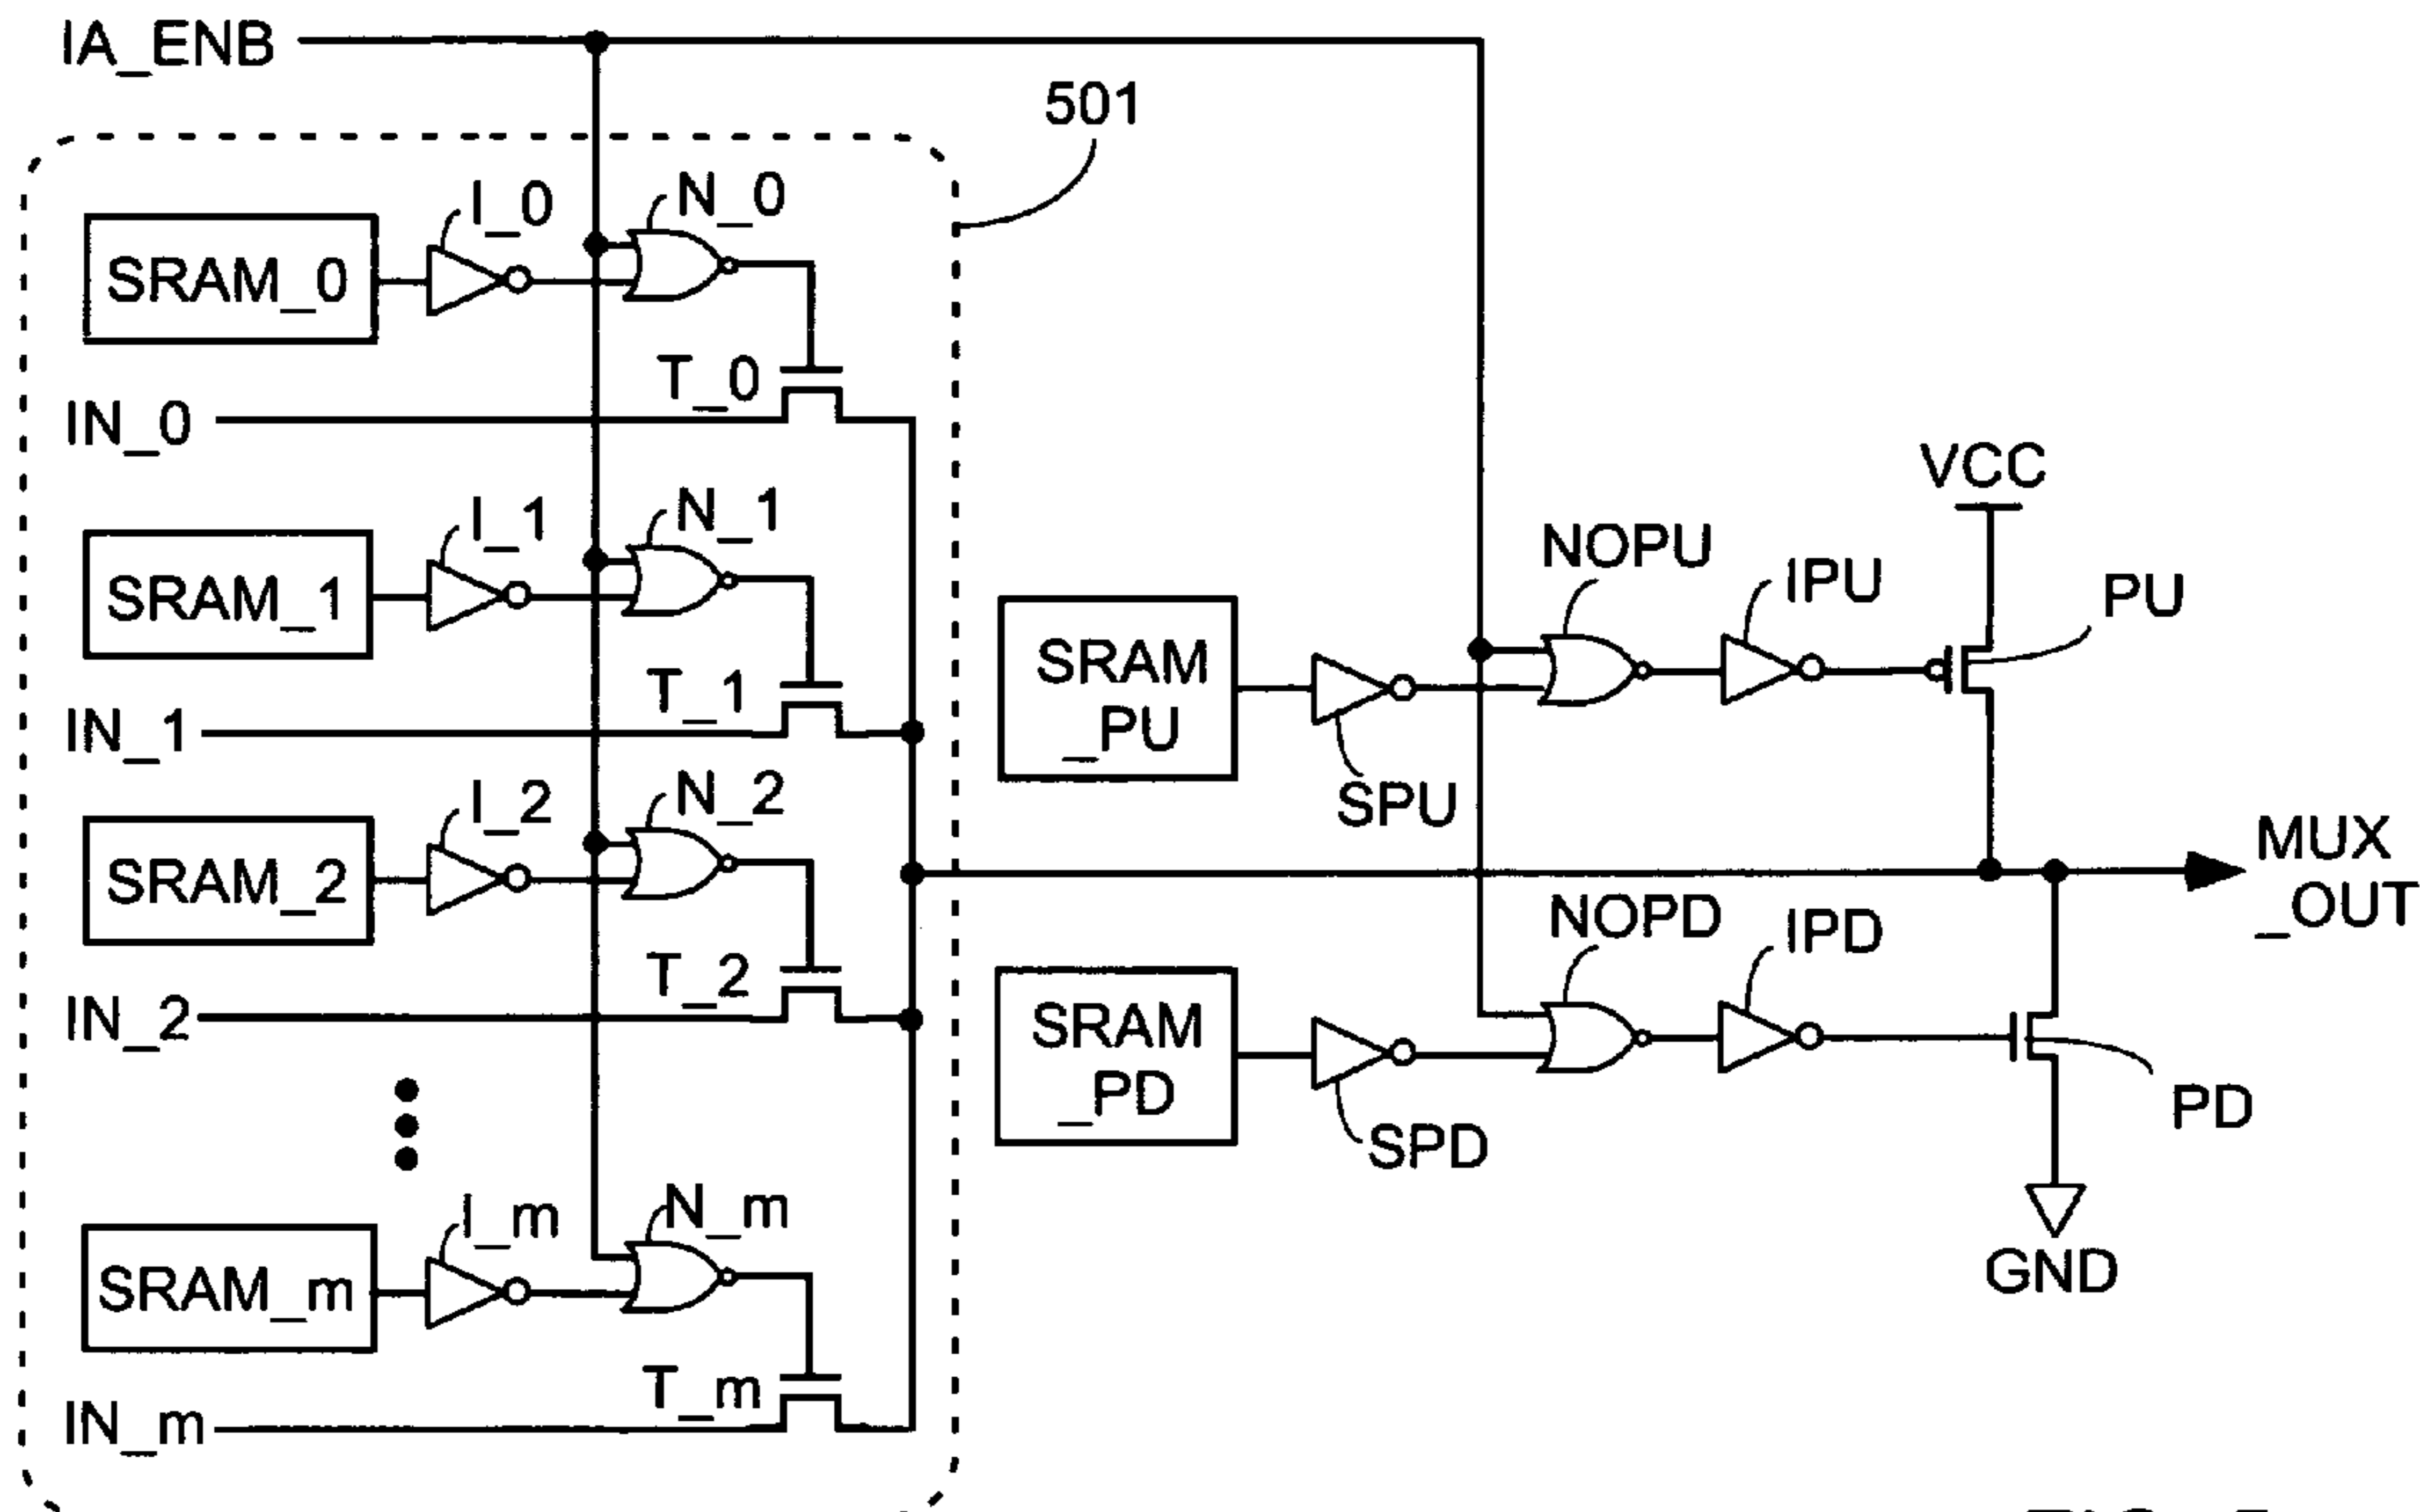 IA_ENB
501
I_0
N_0
SRAM_0
T_0
IN_0
I_1
N_1
SRAM_1
T_1
IN_1
I_2
N_2
SRAM_2
T_2
IN_2
I_m
N_m
SRAM_m
T_m
IN_m
VCC
NOPU
IPU
PU
SRAM
_PU
SPU
MUX
_OUT
NOPD
IPD
SRAM
_PD
SPD
PD
GND